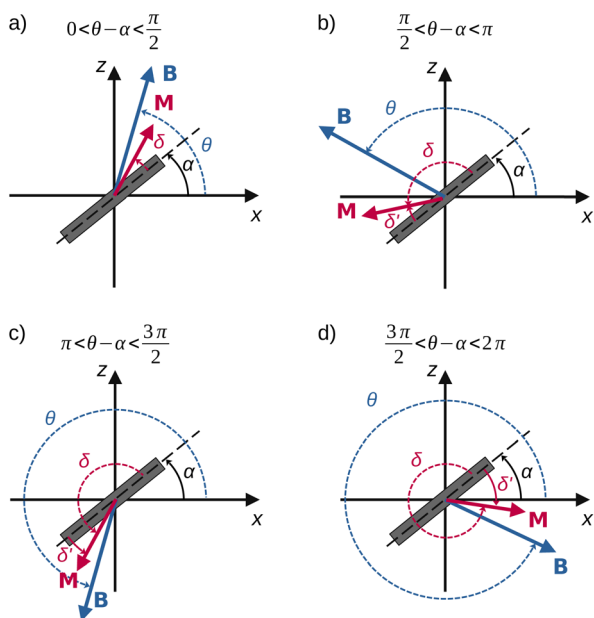 a) 0<θ−α<π/2
z
B
M
δ
θ
α
x
b) π/2<θ−α<π
z
θ
B
δ
α
M
δ'
x
c) π<θ−α<3π/2
z
θ
δ
α
x
δ'
M
B
d) 3π/2<θ−α<2π
z
θ
δ
α
δ'
x
M
B